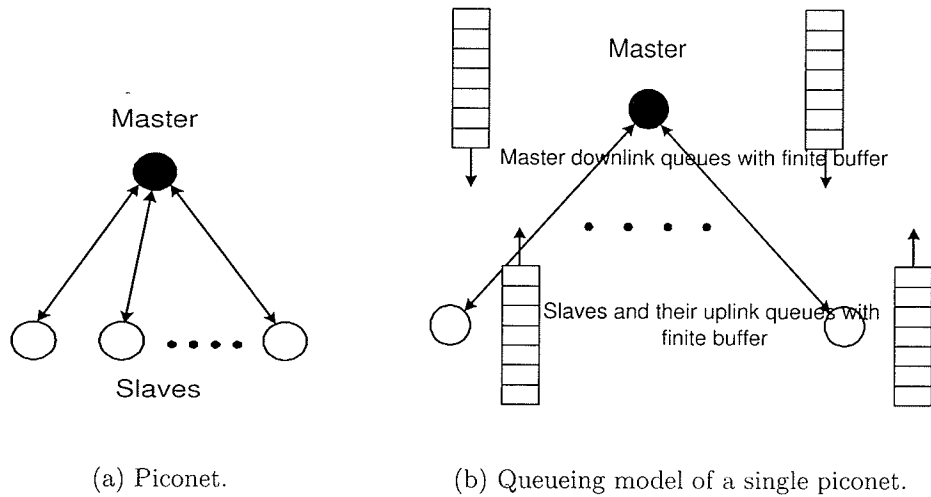 Master
Slaves
(a) Piconet.
Master
Master downlink queues with finite buffer
Slaves and their uplink queues with
finite buffer
(b) Queueing model of a single piconet.